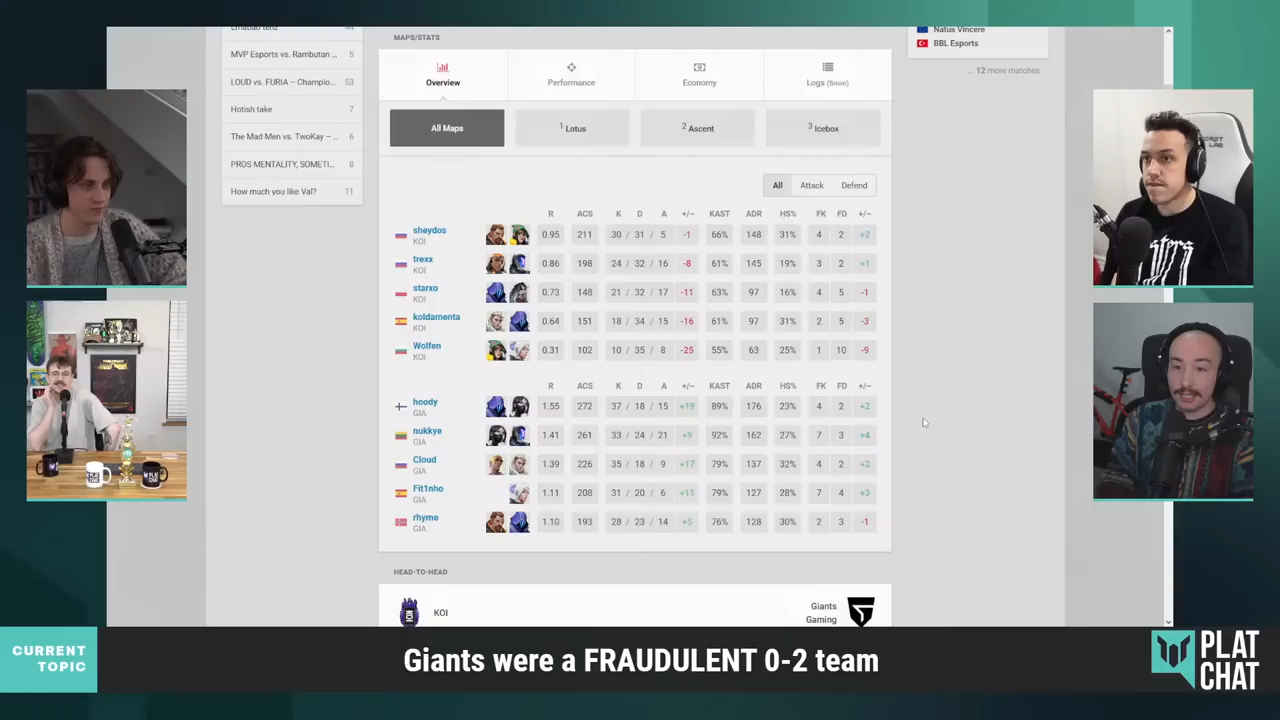 Lmabao tenz 44
MVP Esports vs. Rambutan ... 5
LOUD vs. FURIA – Champio... 53
Hotish take 7
The Mad Men vs. TwoKay – ... 6
PROS MENTALITY, SOMETI... 8
How much you like Val? 11
MAPS/STATS
Overview Performance Economy Logs (Soon)
All Maps 1 Lotus 2 Ascent 3 Icebox
All Attack Defend
R ACS K D A +/– KAST ADR HS% FK FD +/–
sheydos 0.95 211 30 / 31 / 5 -1 66% 148 31% 4 2 +2
KOI
trexx 0.86 198 24 / 32 / 16 -8 61% 145 19% 3 2 +1
KOI
starxo 0.73 148 21 / 32 / 17 -11 63% 97 16% 4 5 -1
KOI
koldamenta 0.64 151 18 / 34 / 15 -16 61% 97 31% 2 5 -3
KOI
Wolfen 0.31 102 10 / 35 / 8 -25 55% 63 25% 1 10 -9
KOI
R ACS K D A +/– KAST ADR HS% FK FD +/–
hoody 1.55 272 37 / 18 / 15 +19 89% 176 23% 4 2 +2
GIA
nukkye 1.41 261 33 / 24 / 21 +9 92% 162 27% 7 3 +4
GIA
Cloud 1.39 226 35 / 18 / 9 +17 79% 137 32% 4 2 +2
GIA
Fit1nho 1.11 208 31 / 20 / 6 +11 79% 127 28% 7 4 +3
GIA
rhyme 1.10 193 28 / 23 / 14 +5 76% 128 30% 2 3 -1
GIA
HEAD-TO-HEAD
KOI
Giants
Gaming
Natus Vincere
BBL Esports
... 12 more matches
CURRENT
TOPIC
Giants were a FRAUDULENT 0-2 team
PLAT
CHAT